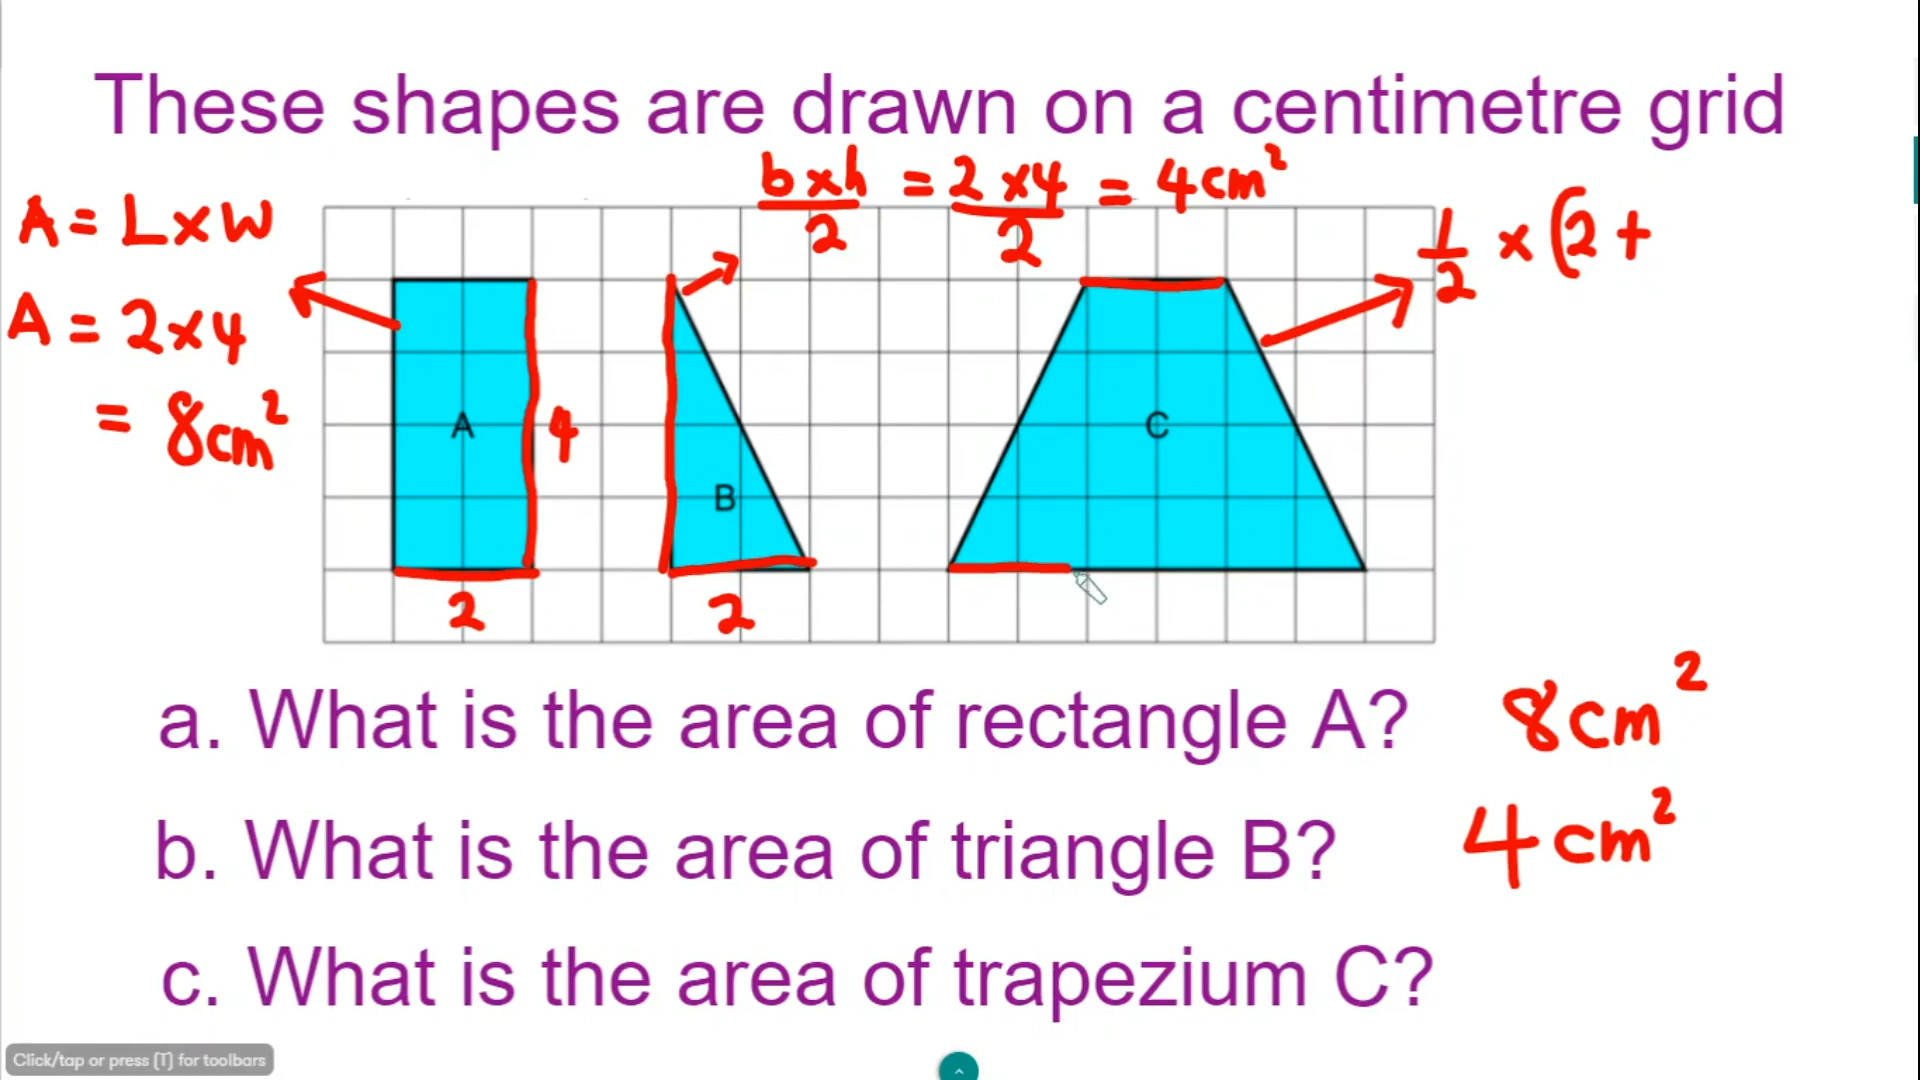 These shapes are drawn on a centimetre grid
b×h/2 = 2×4/2 = 4cm²
A = L×W
1/2 × (2 +
A = 2×4
= 8cm²
A
4
B
C
2
2
a. What is the area of rectangle A? 8cm²
b. What is the area of triangle B? 4cm²
c. What is the area of trapezium C?
Click/tap or press (T) for toolbars